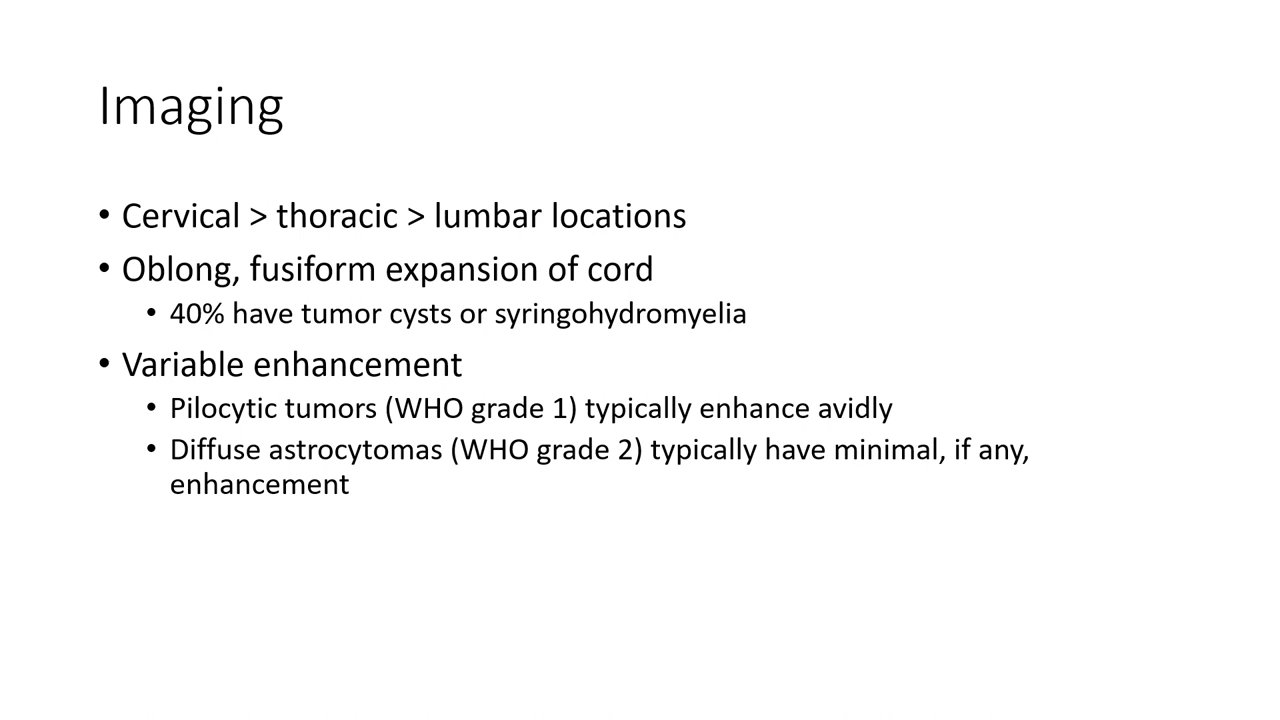 Imaging
• Cervical > thoracic > lumbar locations
• Oblong, fusiform expansion of cord
• 40% have tumor cysts or syringohydromyelia
• Variable enhancement
• Pilocytic tumors (WHO grade 1) typically enhance avidly
• Diffuse astrocytomas (WHO grade 2) typically have minimal, if any,
enhancement